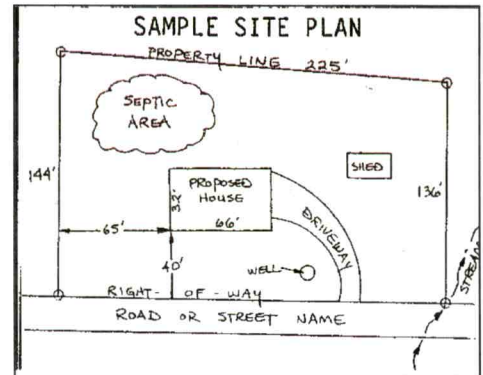 SAMPLE SITE PLAN
PROPERTY LINE 225'
SEPTIC
AREA
144'
SHED
136'
PROPOSED
HOUSE
32'
66'
65'
DRIVEWAY
40'
WELL
STREAM
RIGHT-OF-WAY
ROAD OR STREET NAME